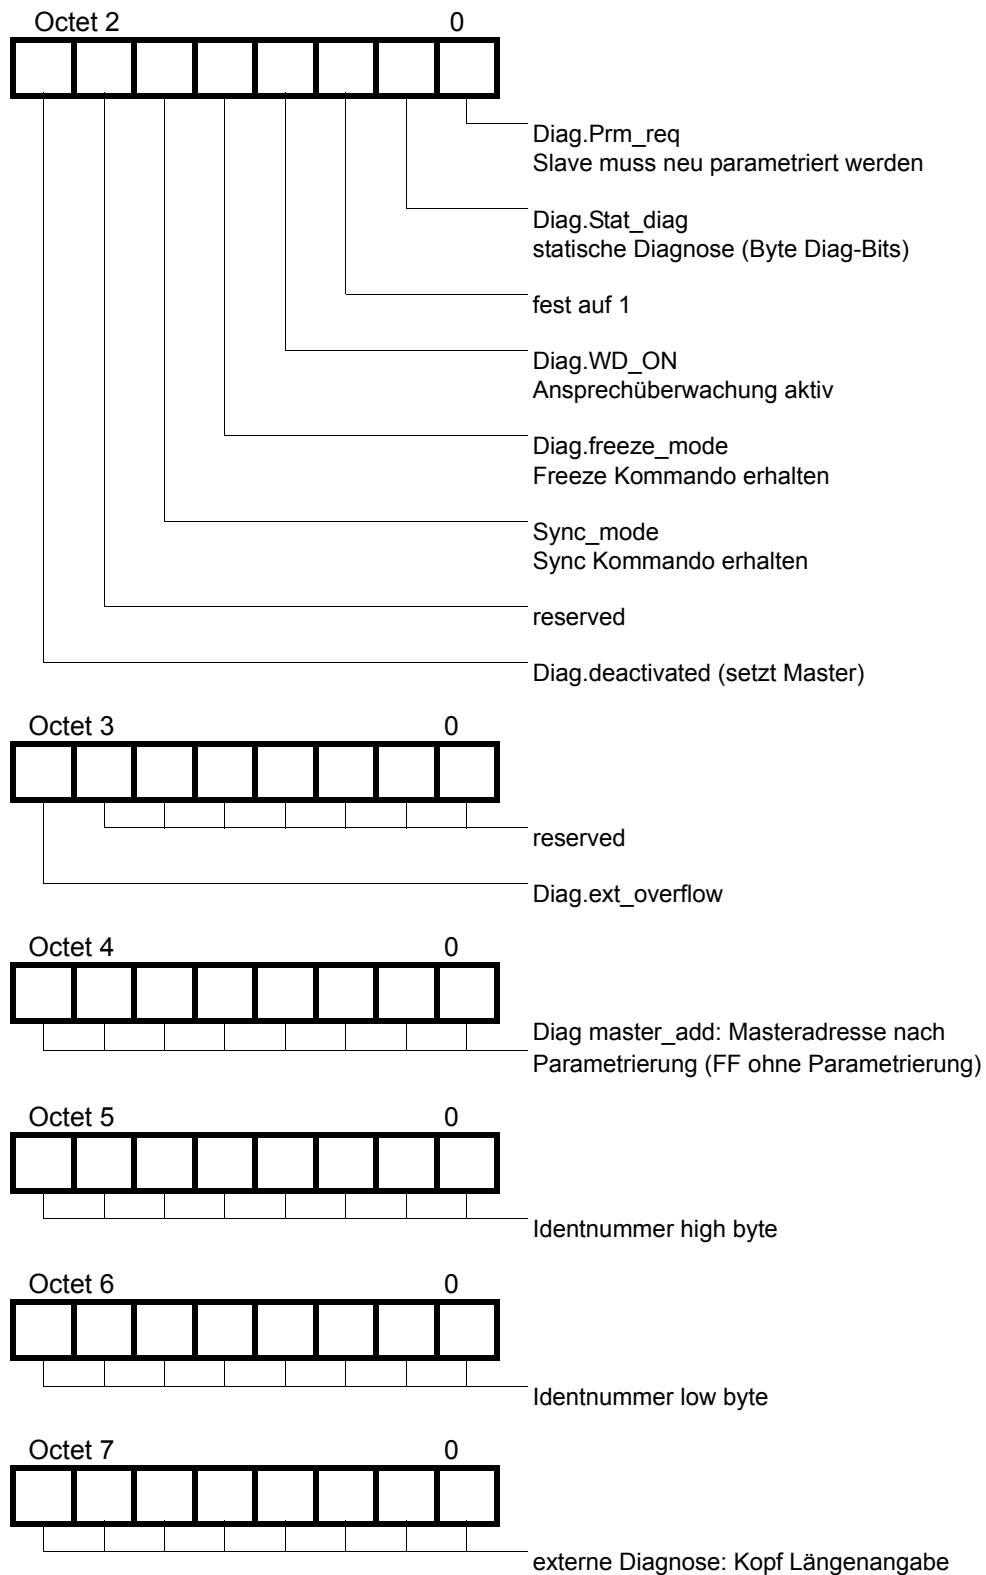 Octet 2 0
Diag.Prm_req
Slave muss neu parametriert werden
Diag.Stat_diag
statische Diagnose (Byte Diag-Bits)
fest auf 1
Diag.WD_ON
Ansprechüberwachung aktiv
Diag.freeze_mode
Freeze Kommando erhalten
Sync_mode
Sync Kommando erhalten
reserved
Diag.deactivated (setzt Master)
Octet 3 0
reserved
Diag.ext_overflow
Octet 4 0
Diag master_add: Masteradresse nach
Parametrierung (FF ohne Parametrierung)
Octet 5 0
Identnummer high byte
Octet 6 0
Identnummer low byte
Octet 7 0
externe Diagnose: Kopf Längenangabe